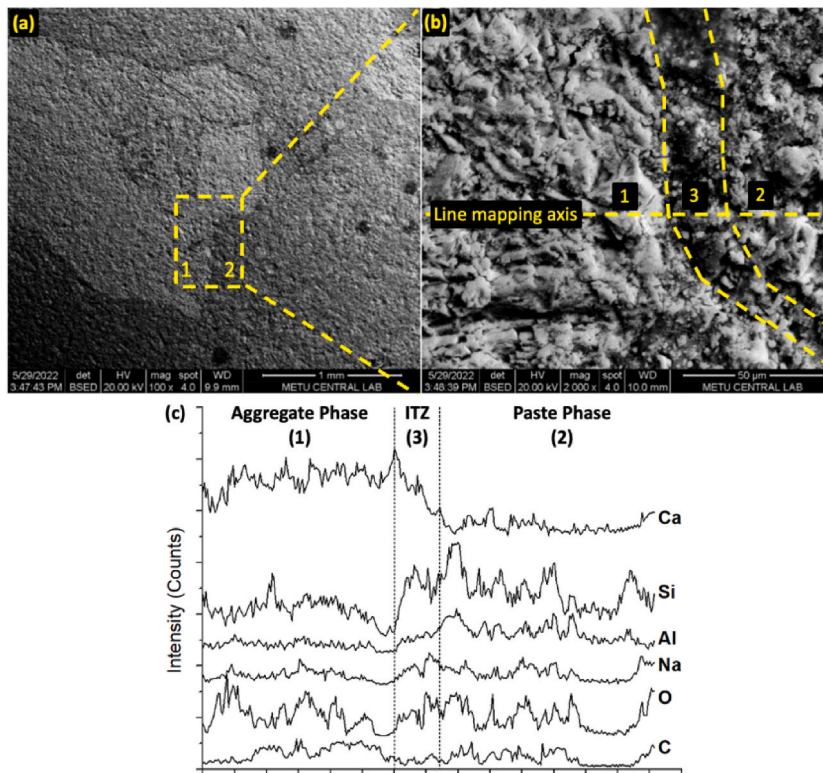 (a)
1 2
5/29/2022 det HV mag spot WD 1 mm
3:47:43 PM BSED 20.00 kV 100 x 4.0 9.9 mm METU CENTRAL LAB
(b)
1 3 2
Line mapping axis
5/29/2022 det HV mag spot WD 50 µm
3:48:39 PM BSED 20.00 kV 2 000 x 4.0 10.0 mm METU CENTRAL LAB
(c)
Aggregate Phase ITZ Paste Phase
(1) (3) (2)
Intensity (Counts)
Ca
Si
Al
Na
O
C